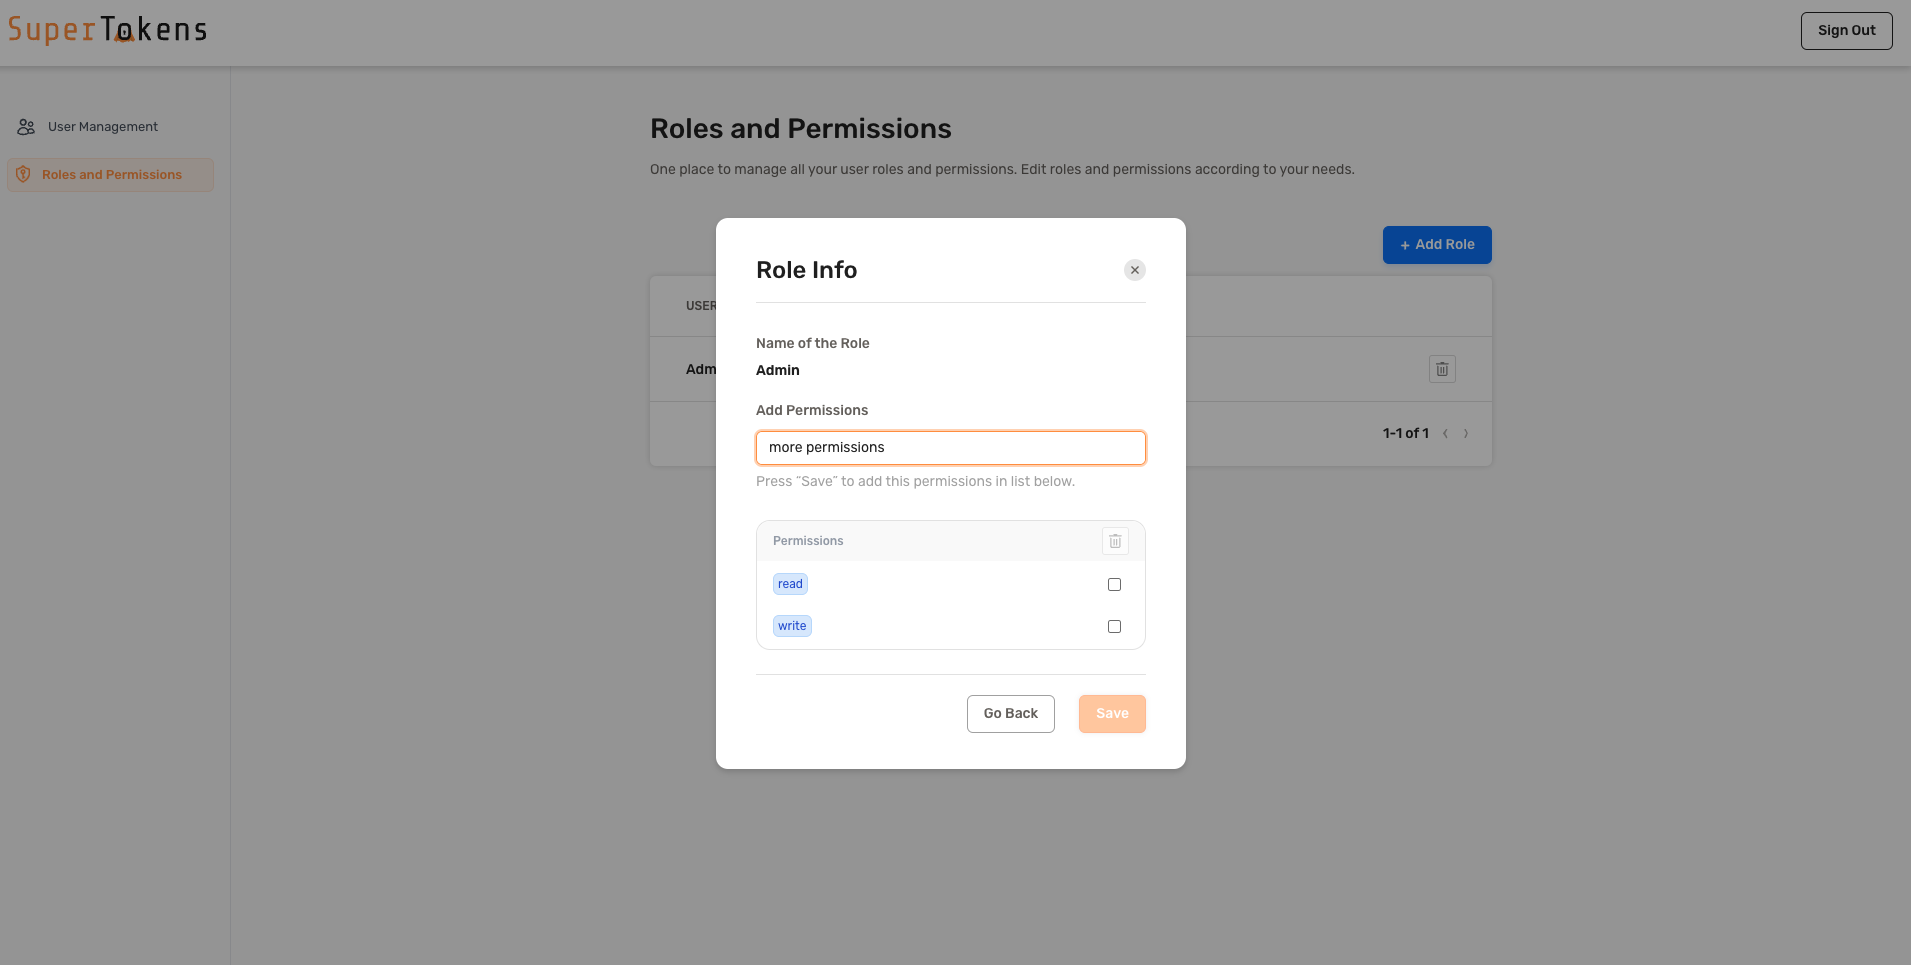 SuperTokens
Sign Out
User Management
Roles and Permissions
Roles and Permissions
One place to manage all your user roles and permissions. Edit roles and permissions according to your needs.
+ Add Role
USER
Adm
1-1 of 1
Role Info
Name of the Role
Admin
Add Permissions
more permissions
Press “Save” to add this permissions in list below.
Permissions
read
write
Go Back
Save